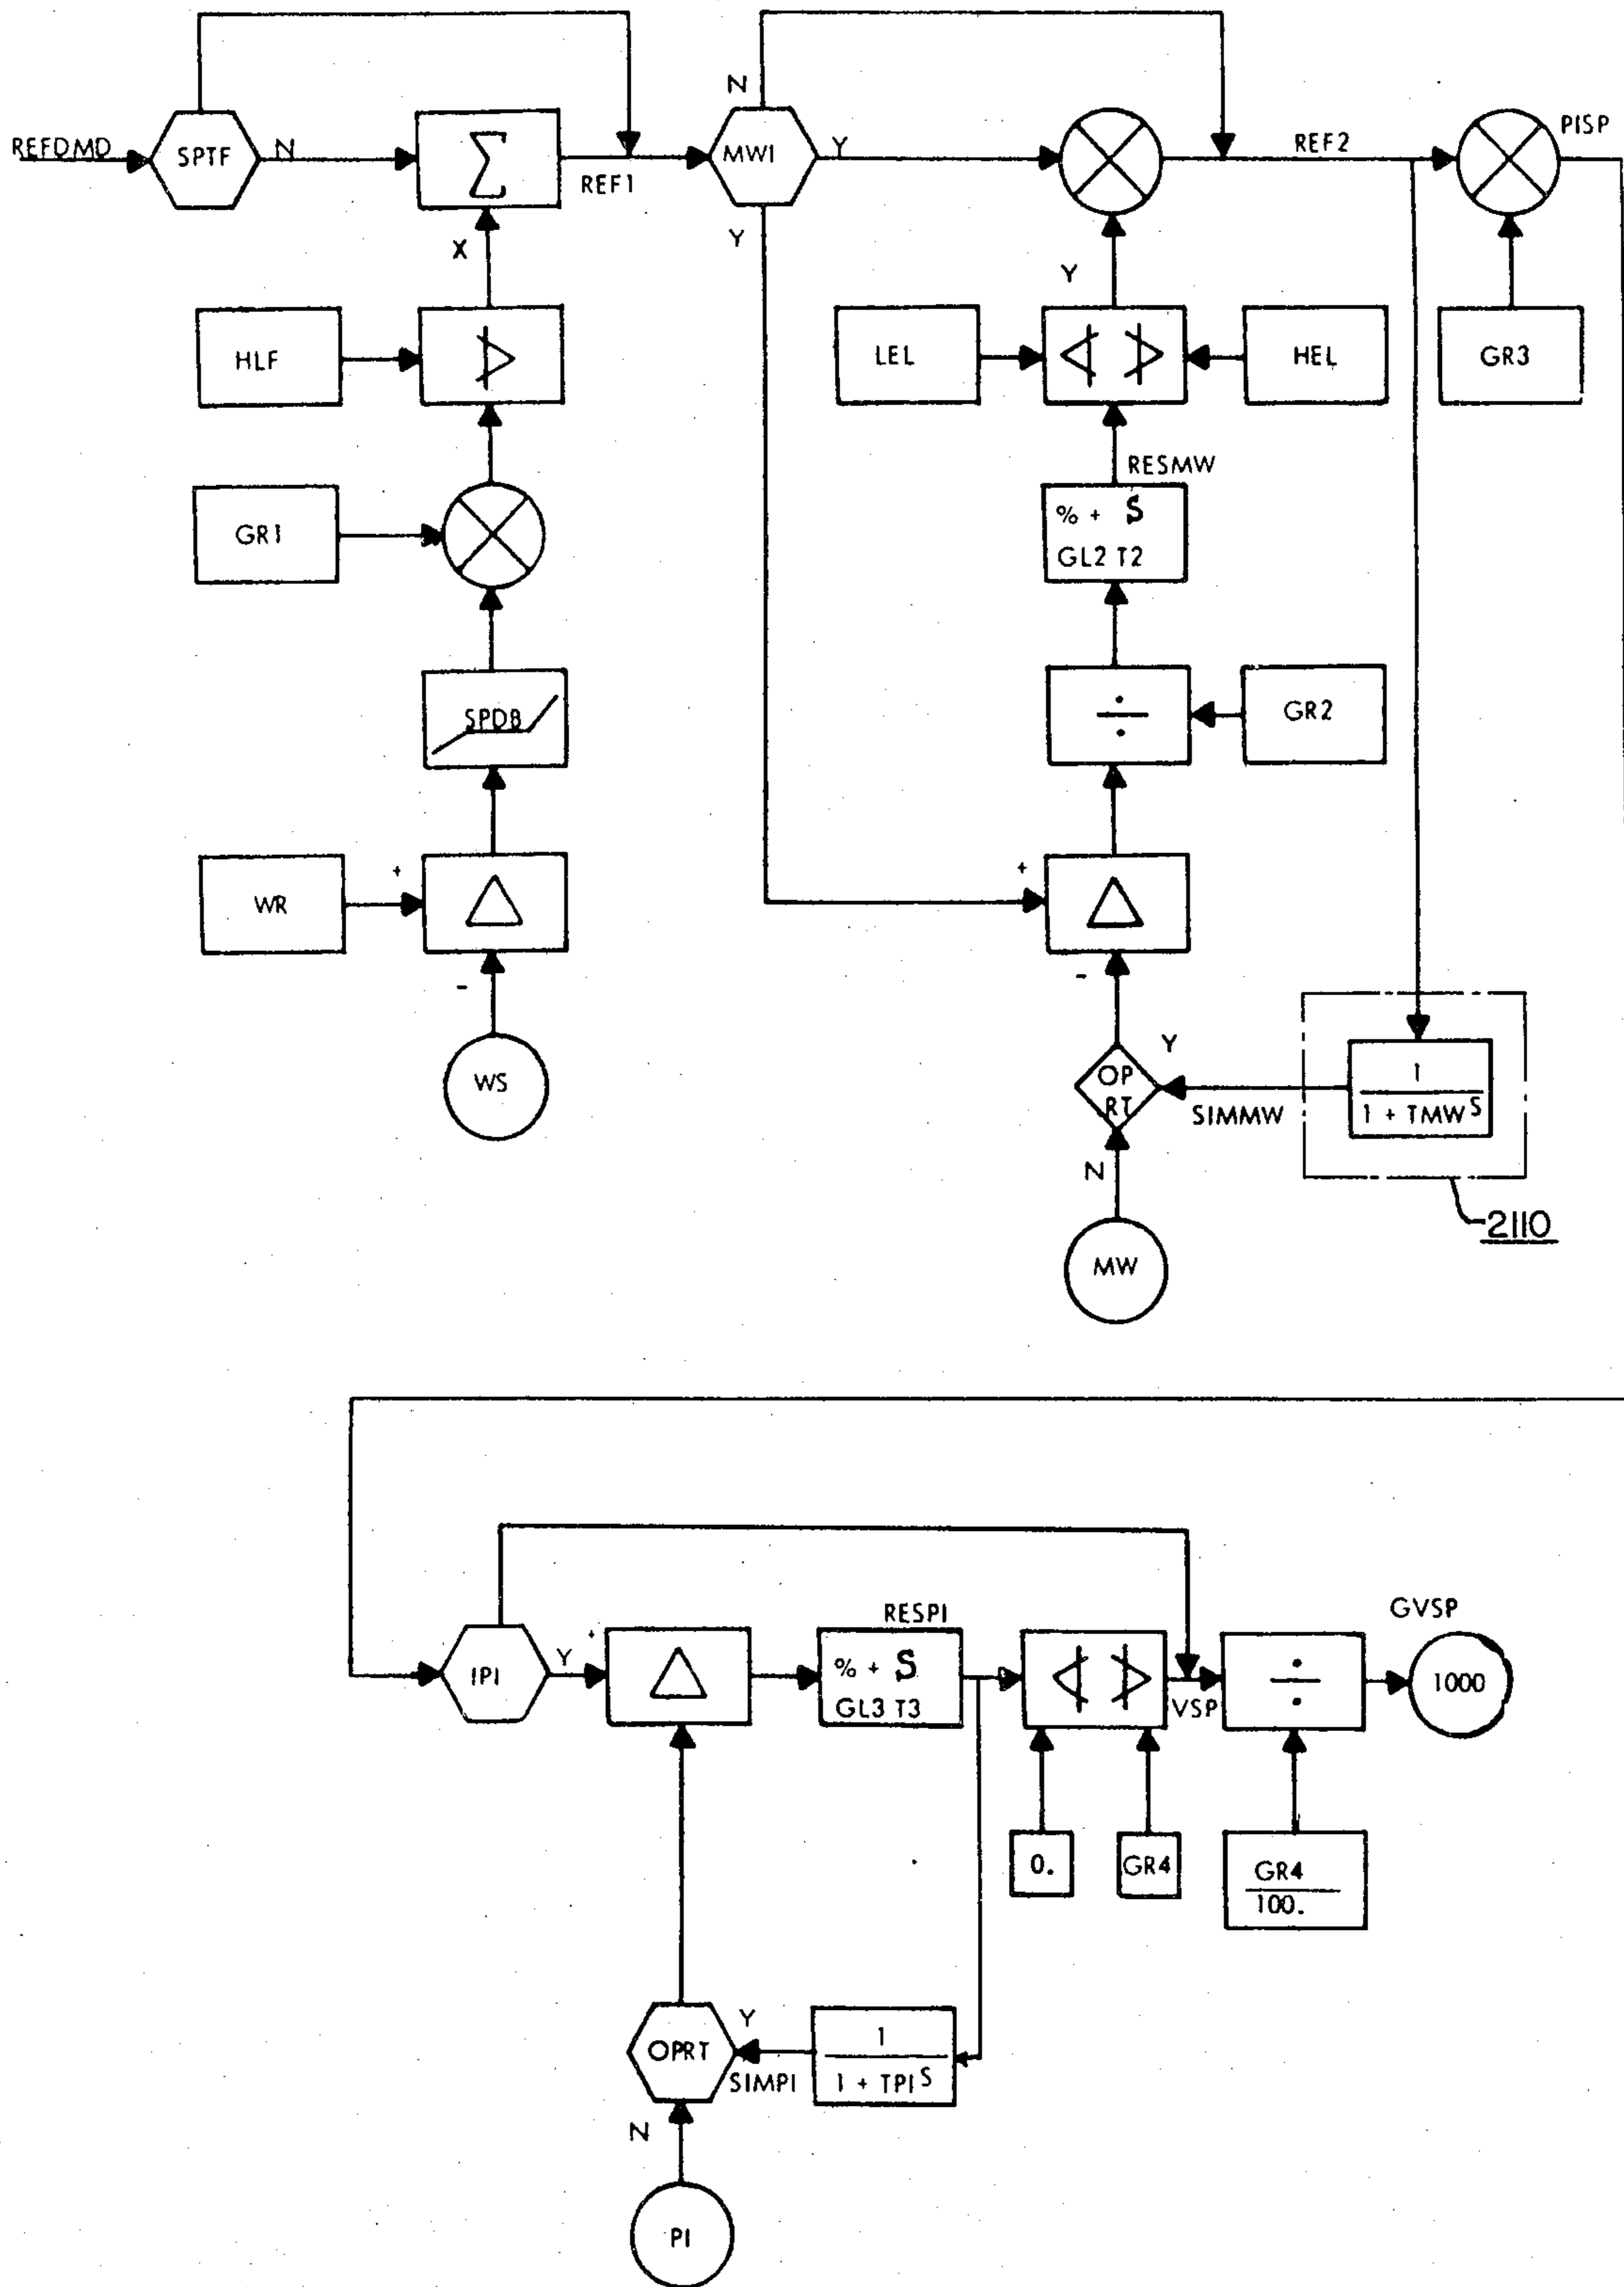 N
REFDMD
SPTF
N
Σ
REF1
MWI
Y
REF2
PISP
X
Y
Y
HLF
LEL
HEL
GR3
RESMW
GR1
% + S
GL2 T2
SPDB
÷
GR2
WR
+
Δ
+
Δ
-
-
WS
OP
RT
Y
SIMMW
1
1 + TMW S
N
2110
MW
RESPI
GVSP
IPI
Y
+
Δ
% + S
GL3 T3
VSP
÷
1000
0.
GR4
GR4
100.
OPRT
Y
SIMPI
1
1 + TPI S
N
PI